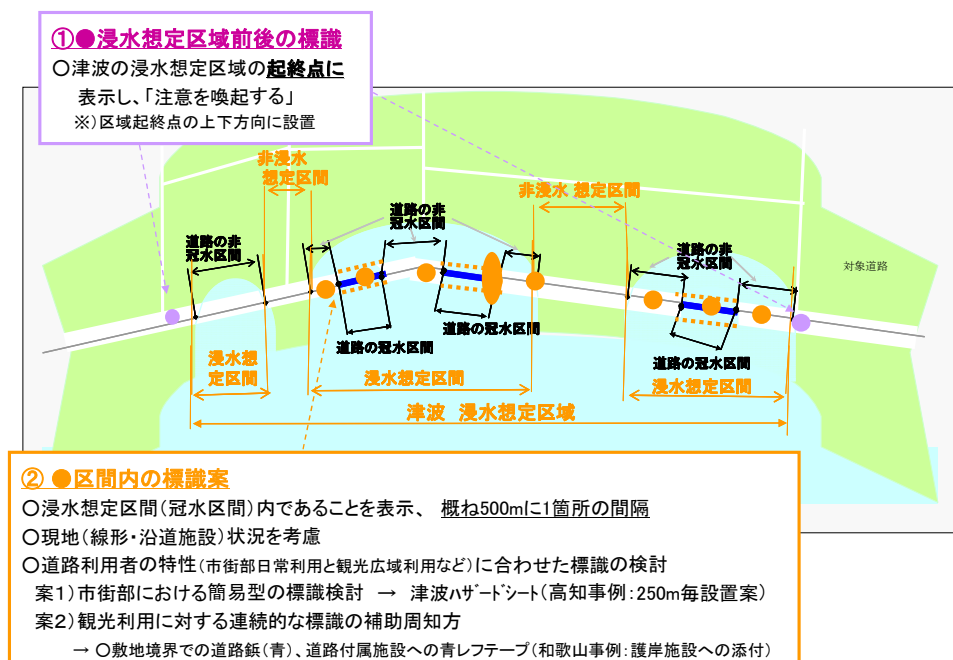 ①●浸水想定区域前後の標識
○津波の浸水想定区域の起終点に
表示し、「注意を喚起する」
※)区域起終点の上下方向に設置
非浸水
想定区間
非浸水 想定区間
道路の非
冠水区間
道路の非
冠水区間
道路の非
冠水区間
対象道路
道路の冠水区間
道路の冠水区間
道路の冠水区間
浸水想
定区間
浸水想定区間
浸水想定区間
津波 浸水想定区域
② ●区間内の標識案
○浸水想定区間(冠水区間)内であることを表示、 概ね500mに1箇所の間隔
○現地(線形・沿道施設)状況を考慮
○道路利用者の特性(市街部日常利用と観光広域利用など)に合わせた標識の検討
案1)市街部における簡易型の標識検討 → 津波ﾊｻﾞｰﾄﾞシート(高知事例:250m毎設置案)
案2)観光利用に対する連続的な標識の補助周知方
→ ○敷地境界での道路鋲(青)、道路付属施設への青レフテープ(和歌山事例:護岸施設への添付)